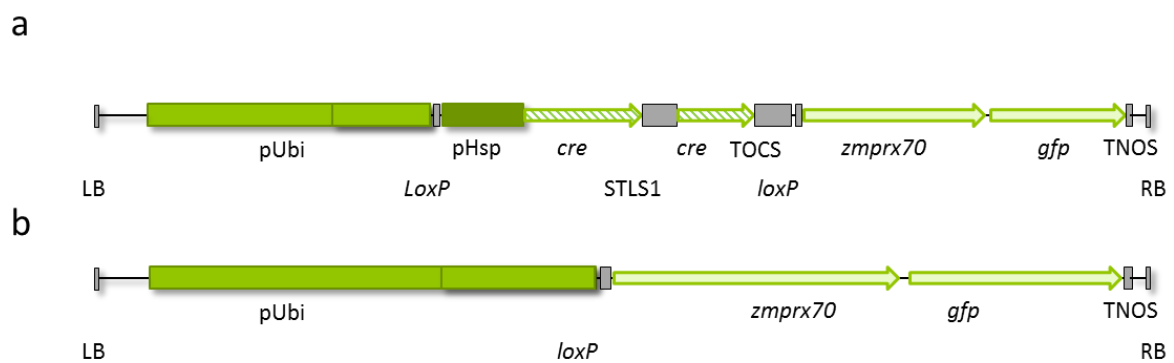 a
pUbi pHsp cre cre TOCS zmprx70 gfp TNOS
LB LoxP STLS1 loxP RB
b
pUbi zmprx70 gfp TNOS
LB loxP RB